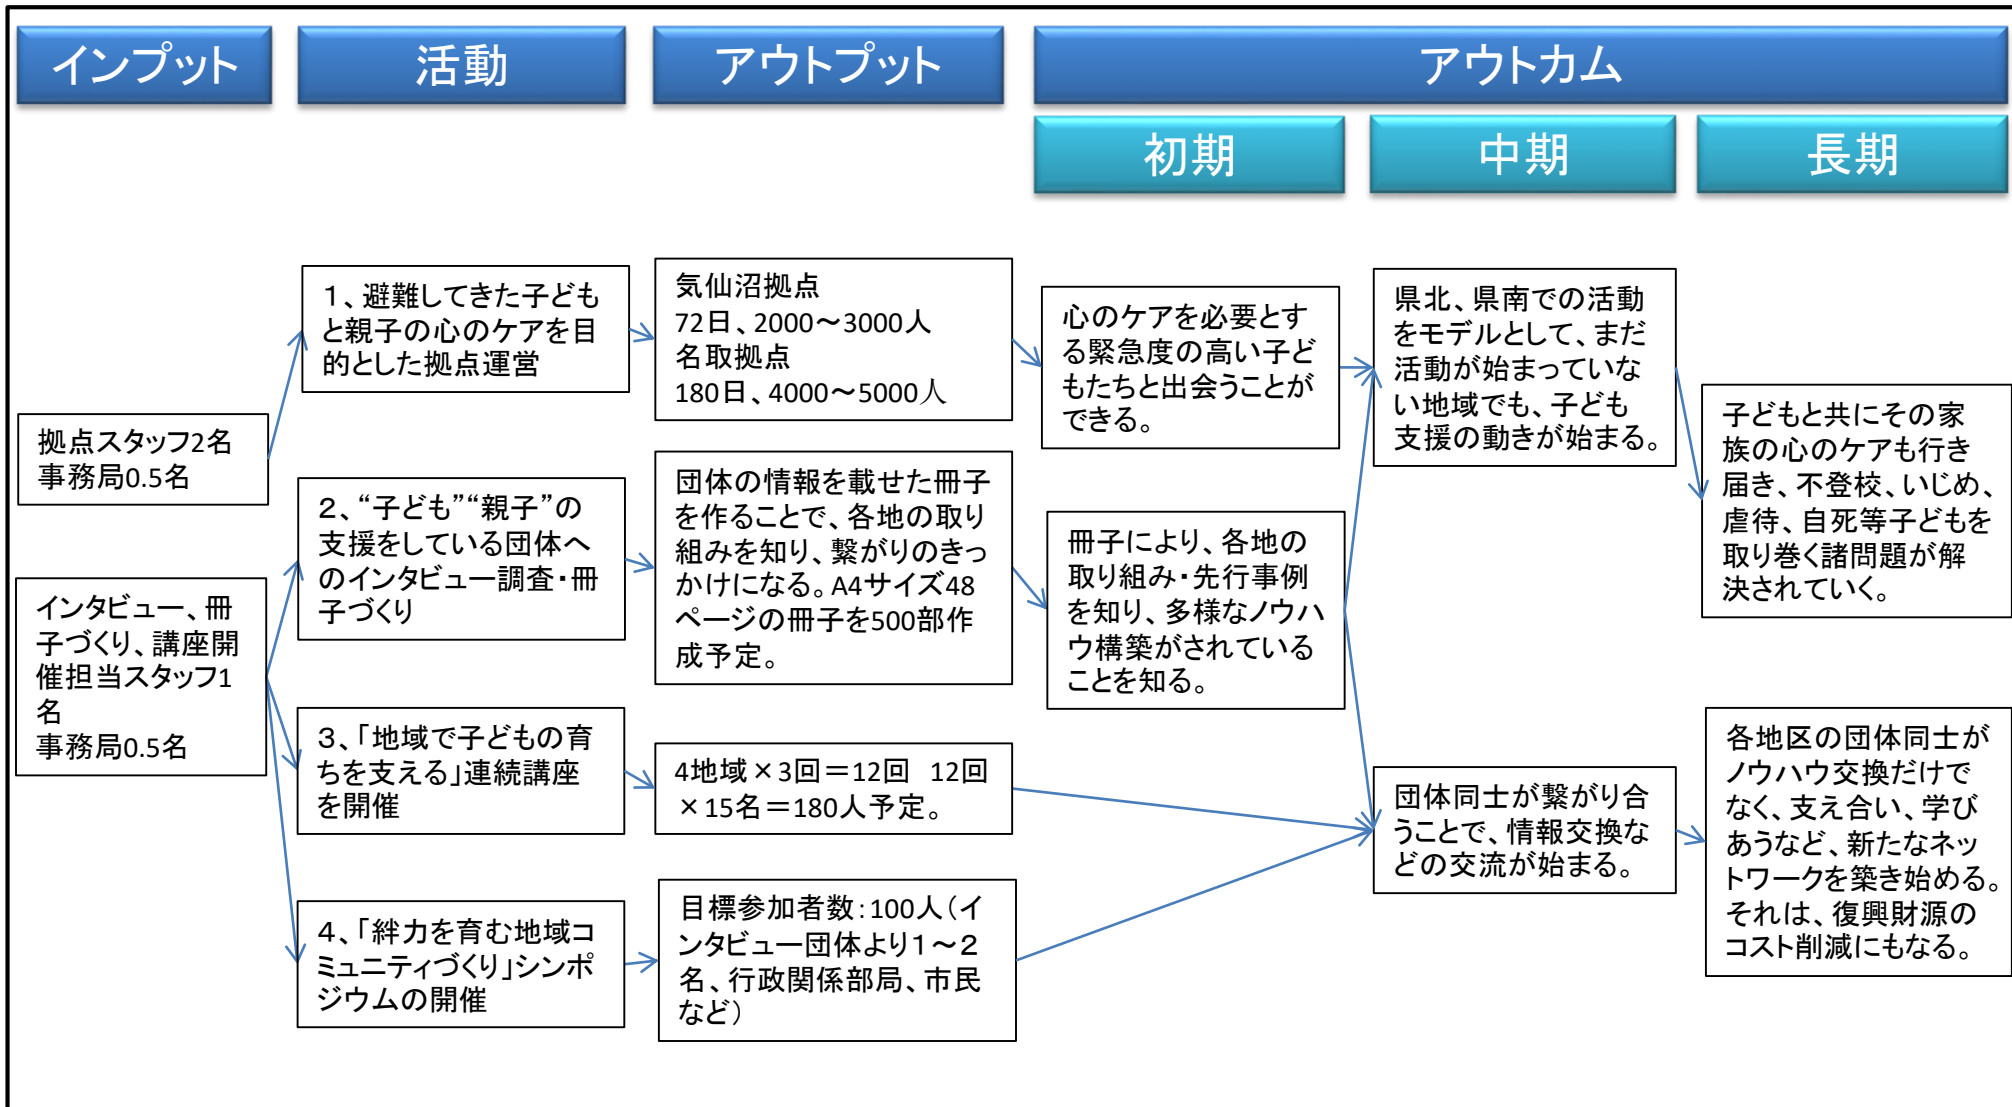 インプット
活動
アウトプット
アウトカム
初期
中期
長期
拠点スタッフ2名
事務局0.5名
インタビュー、冊
子づくり、講座開
催担当スタッフ1
名
事務局0.5名
1、避難してきた子ども
と親子の心のケアを目
的とした拠点運営
2、“子ども”“親子”の
支援をしている団体へ
のインタビュー調査・冊
子づくり
3、「地域で子どもの育
ちを支える」連続講座
を開催
4、「絆力を育む地域コ
ミュニティづくり」シンポ
ジウムの開催
気仙沼拠点
72日、2000～3000人
名取拠点
180日、4000～5000人
団体の情報を載せた冊子
を作ることで、各地の取り
組みを知り、繋がりのきっ
かけになる。A4サイズ48
ページの冊子を500部作
成予定。
4地域×3回＝12回　12回
×15名＝180人予定。
目標参加者数：100人（イ
ンタビュー団体より1～2
名、行政関係部局、市民
など）
心のケアを必要とす
る緊急度の高い子ど
もたちと出会うことが
できる。
冊子により、各地の
取り組み・先行事例
を知り、多様なノウハ
ウ構築がされている
ことを知る。
県北、県南での活動
をモデルとして、まだ
活動が始まっていな
い地域でも、子ども
支援の動きが始まる。
団体同士が繋がり合
うことで、情報交換な
どの交流が始まる。
子どもと共にその家
族の心のケアも行き
届き、不登校、いじめ、
虐待、自死等子どもを
取り巻く諸問題が解
決されていく。
各地区の団体同士が
ノウハウ交換だけで
なく、支え合い、学び
あうなど、新たなネッ
トワークを築き始める。
それは、復興財源の
コスト削減にもなる。